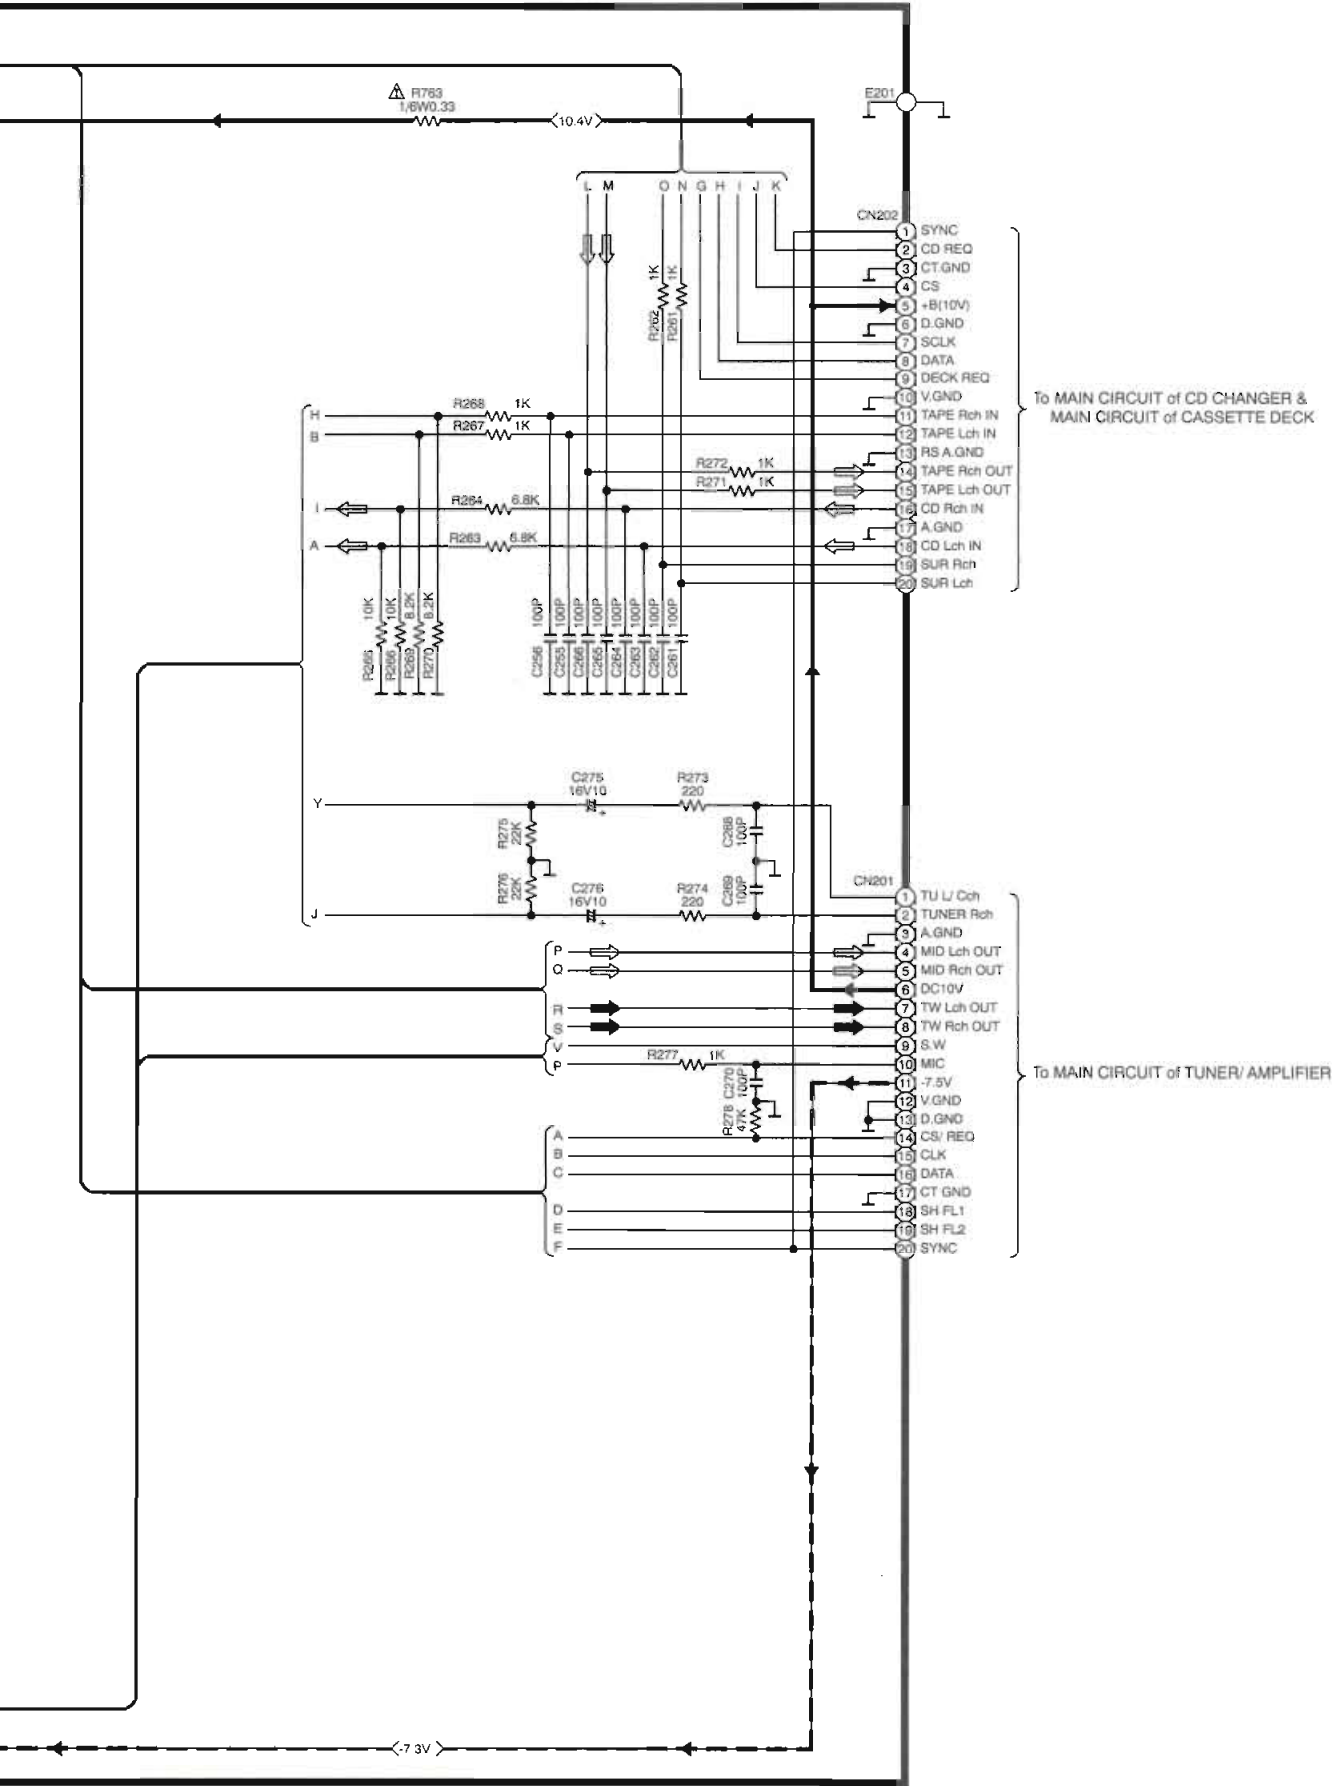 R763
1/6W0.33
10.4V
E201
L M O N G H I J K
CN202
1 SYNC
2 CD REQ
3 CT.GND
4 CS
5 +B(10V)
6 D.GND
7 SCLK
8 DATA
9 DECK REQ
10 V.GND
11 TAPE Rch IN
12 TAPE Lch IN
13 RS A.GND
14 TAPE Rch OUT
15 TAPE Lch OUT
16 CD Rch IN
17 A.GND
18 CD Lch IN
19 SUR Rch
20 SUR Lch
To MAIN CIRCUIT of CD CHANGER &
MAIN CIRCUIT of CASSETTE DECK
R262 1K
R261 1K
H
R268 1K
B
R267 1K
R272 1K
R271 1K
I
R264 6.8K
A
R263 6.8K
R265 10K
R266 10K
R269 8.2K
R270 8.2K
C256 100P
C255 100P
C266 100P
C265 100P
C264 100P
C263 100P
C262 100P
C261 100P
Y
C275
16V10
+
R273
220
R275
22K
C268
100P
R276
22K
C269
100P
J
C276
16V10
+
R274
220
CN201
1 TU L/ Cch
2 TUNER Rch
3 A.GND
4 MID Lch OUT
5 MID Rch OUT
6 DC10V
7 TW Lch OUT
8 TW Rch OUT
9 S.W
10 MIC
11 -7.5V
12 V.GND
13 D.GND
14 CS/ REQ
15 CLK
16 DATA
17 CT GND
18 SH FL1
19 SH FL2
20 SYNC
To MAIN CIRCUIT of TUNER/ AMPLIFIER
P
Q
R
S
V
P
R277 1K
C270
100P
R278
47K
A
B
C
D
E
F
-7.3V